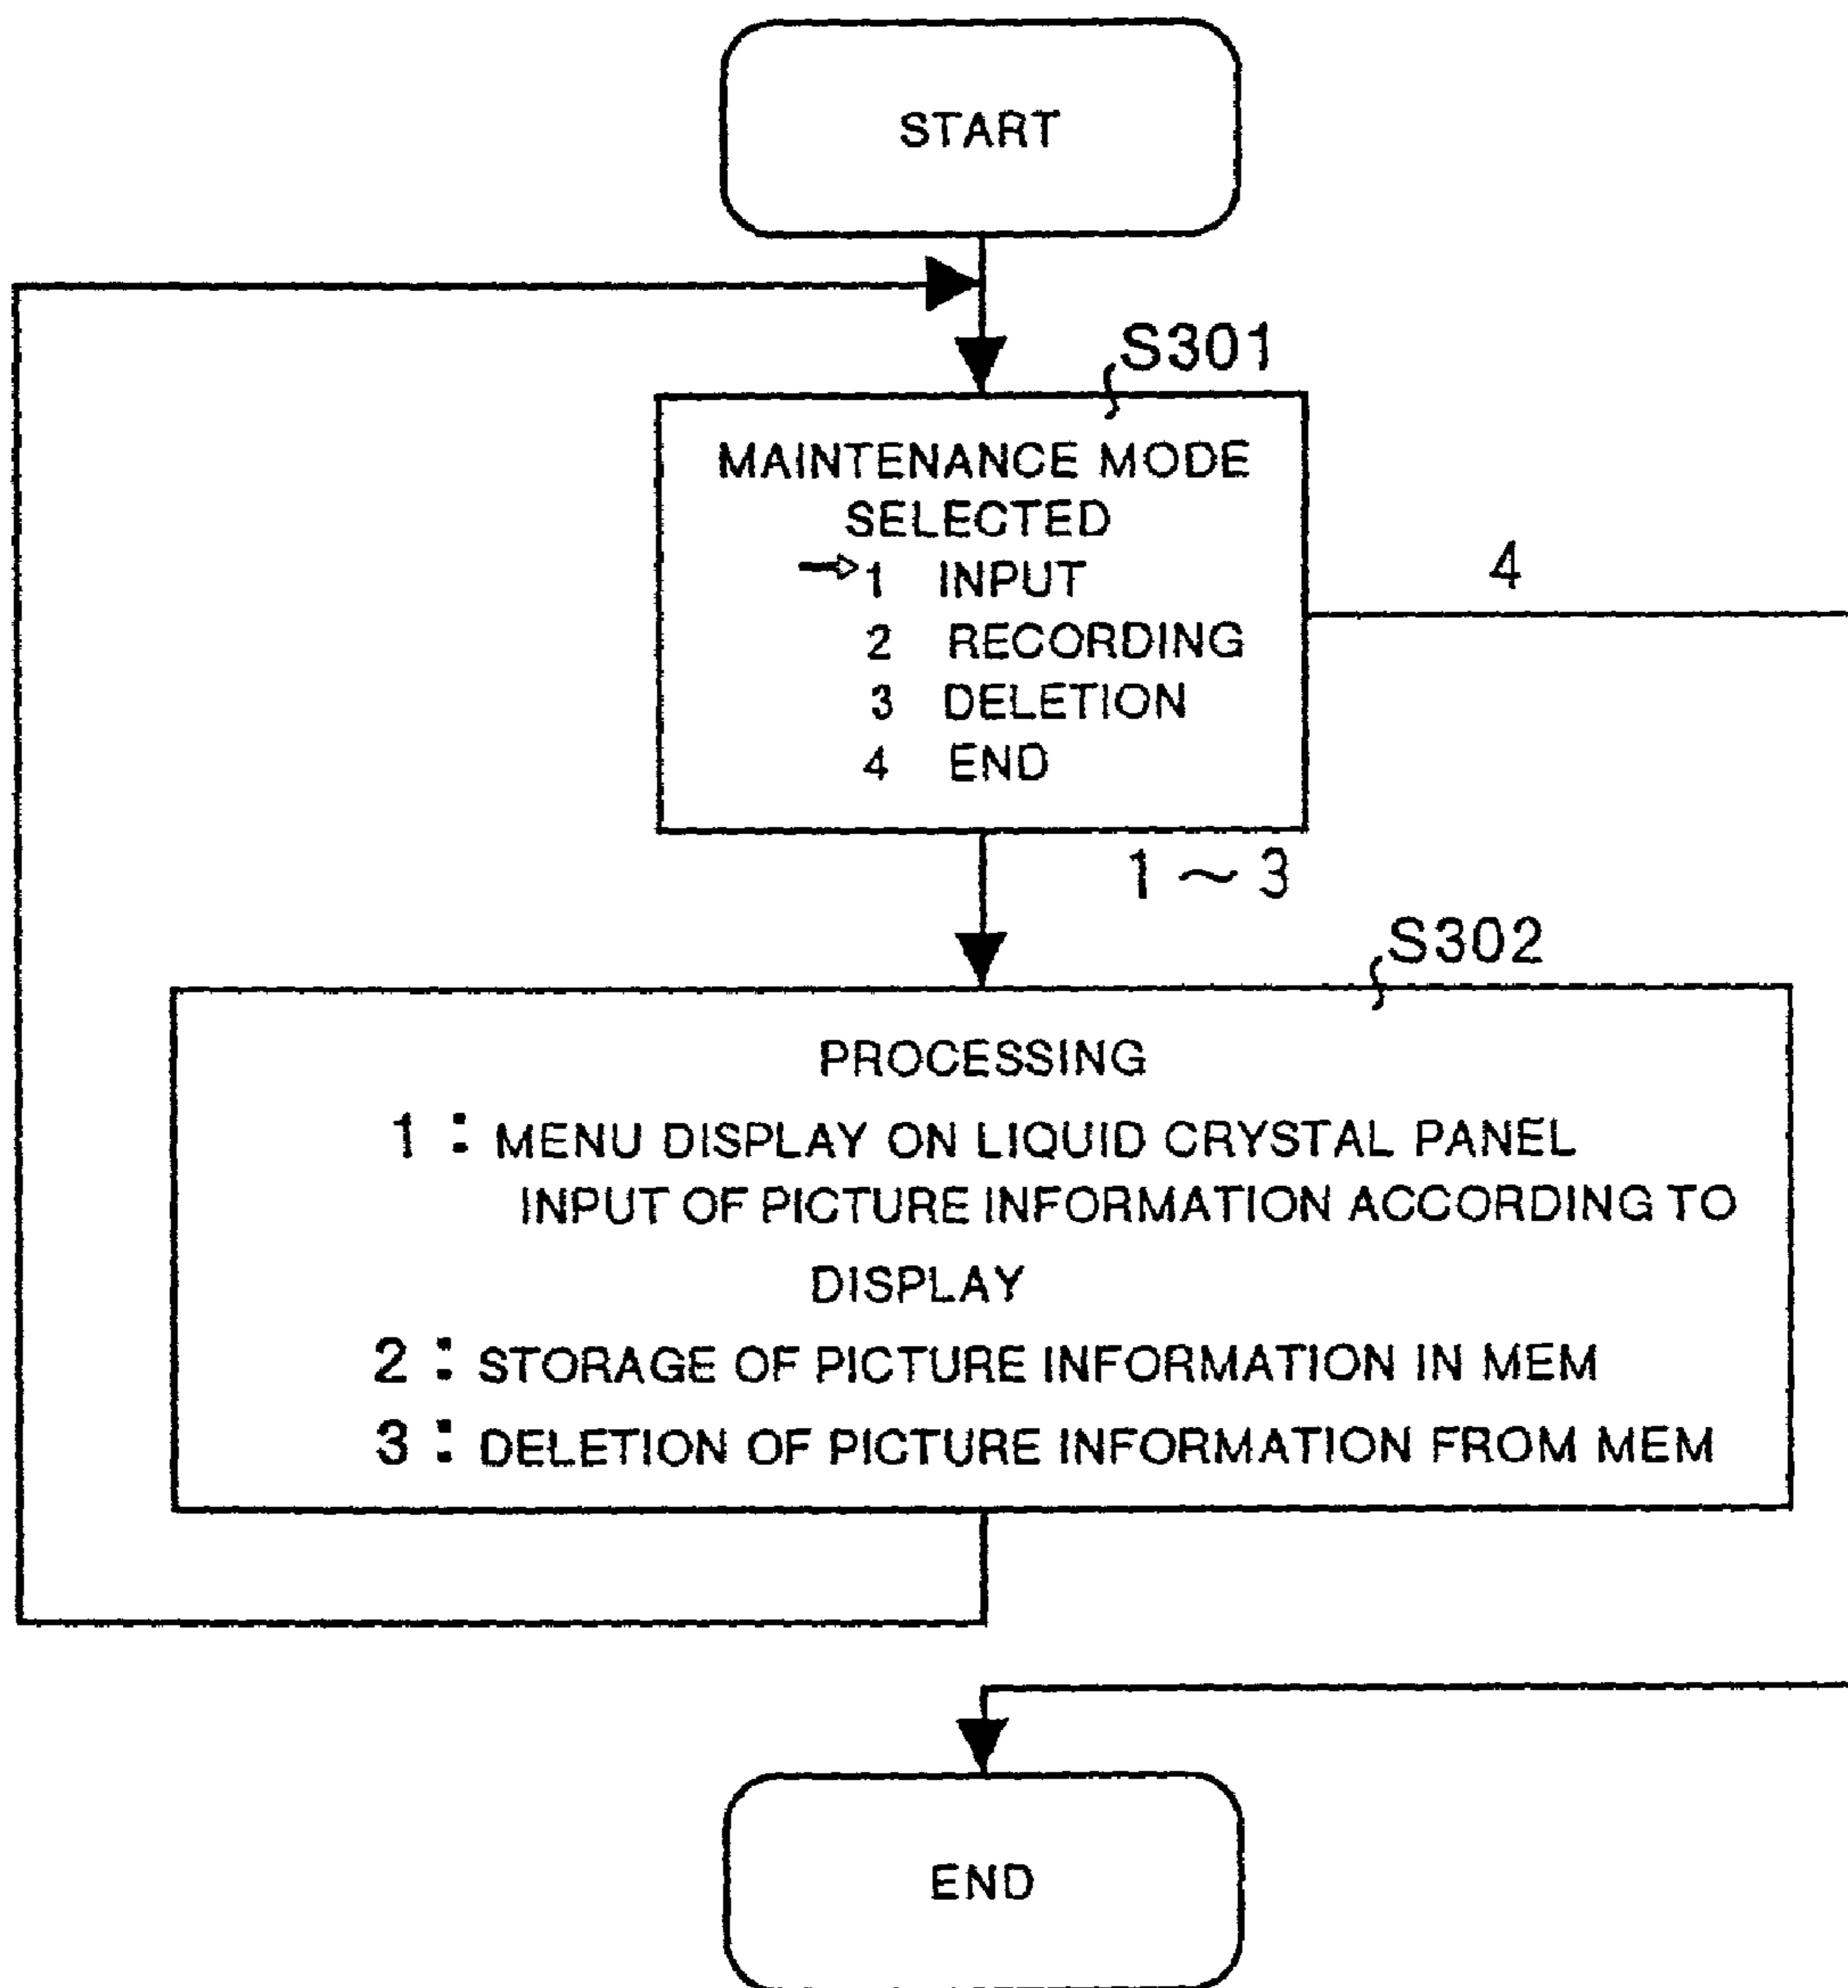 START
S301
MAINTENANCE MODE
SELECTED
⇨1 INPUT
2 RECORDING
3 DELETION
4 END
4
1～3
S302
PROCESSING
1 : MENU DISPLAY ON LIQUID CRYSTAL PANEL
INPUT OF PICTURE INFORMATION ACCORDING TO
DISPLAY
2 : STORAGE OF PICTURE INFORMATION IN MEM
3 : DELETION OF PICTURE INFORMATION FROM MEM
END